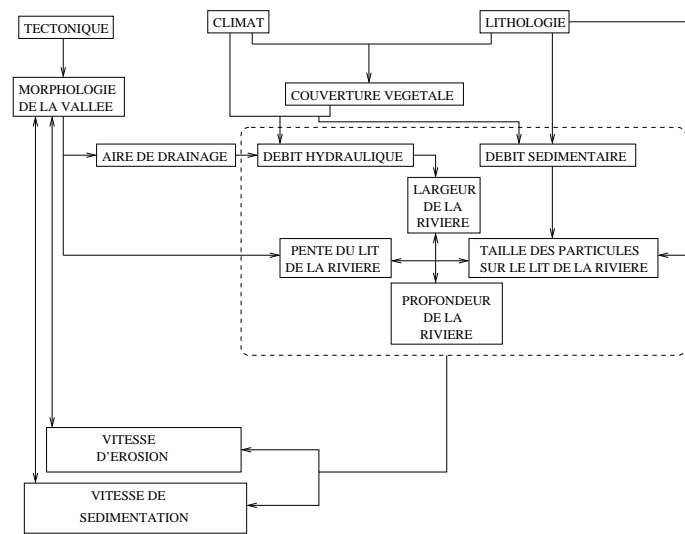 TECTONIQUE
CLIMAT
LITHOLOGIE
MORPHOLOGIE
DE LA VALLEE
COUVERTURE VEGETALE
AIRE DE DRAINAGE
DEBIT HYDRAULIQUE
DEBIT SEDIMENTAIRE
LARGEUR
DE LA
RIVIERE
PENTE DU LIT
DE LA RIVIERE
TAILLE DES PARTICULES
SUR LE LIT DE LA RIVIERE
PROFONDEUR
DE LA
RIVIERE
VITESSE
D'EROSION
VITESSE DE
SEDIMENTATION